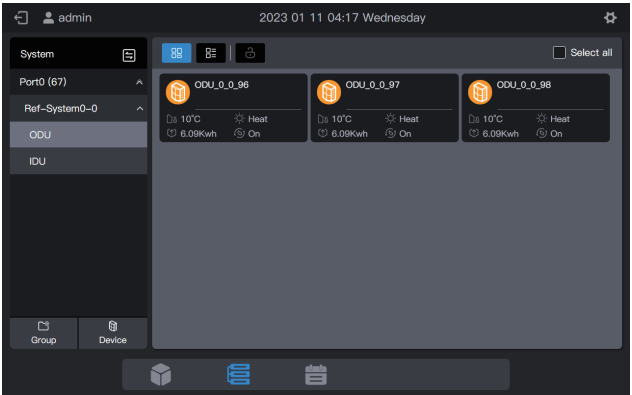 admin
2023 01 11 04:17 Wednesday
System
Select all
Port0 (67)
Ref-System0-0
ODU
IDU
ODU_0_0_96
10°C Heat
6.09Kwh On
ODU_0_0_97
10°C Heat
6.09Kwh On
ODU_0_0_98
10°C Heat
6.09Kwh On
Group
Device